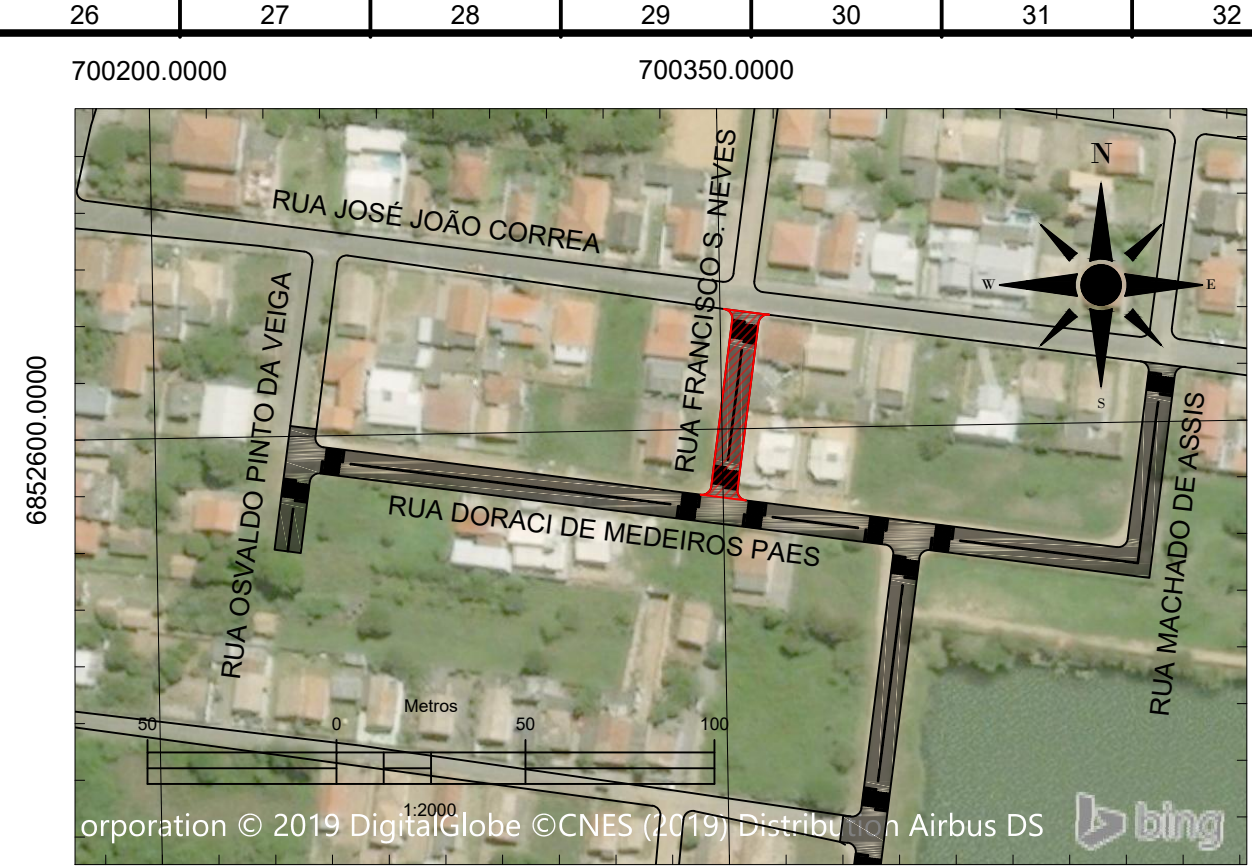 26 27 28 29 30 31 32
700200.0000 700350.0000
6852600.0000
RUA JOSÉ JOÃO CORREA
RUA FRANCISCO S. NEVES
RUA OSVALDO PINTO DA VEIGA
RUA DORACI DE MEDEIROS PAES
RUA MACHADO DE ASSIS
N
W E
S
Metros
50 0 50 100
1:2000
orporation © 2019 DigitalGlobe ©CNES (2019) Distribution Airbus DS
bing